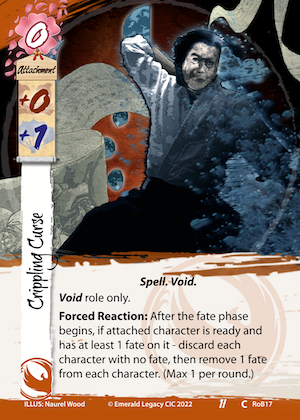 0
Attachment
+0
+1
Crippling Curse
Spell. Void.
Void role only.
Forced Reaction: After the fate phase
begins, if attached character is ready and
has at least 1 fate on it - discard each
character with no fate, then remove 1 fate
from each character. (Max 1 per round.)
ILLUS: Naurel Wood © Emerald Legacy CIC 2022 17 C RoB17